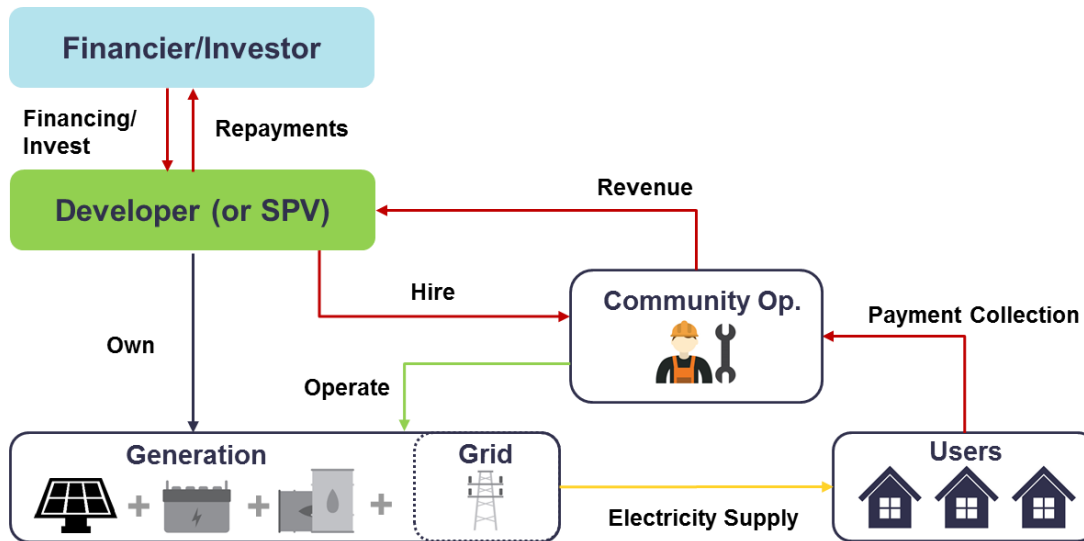 Financier/Investor
Financing/
Invest
Repayments
Developer (or SPV)
Revenue
Hire
Community Op.
Payment Collection
Own
Operate
Generation
Grid
Users
Electricity Supply